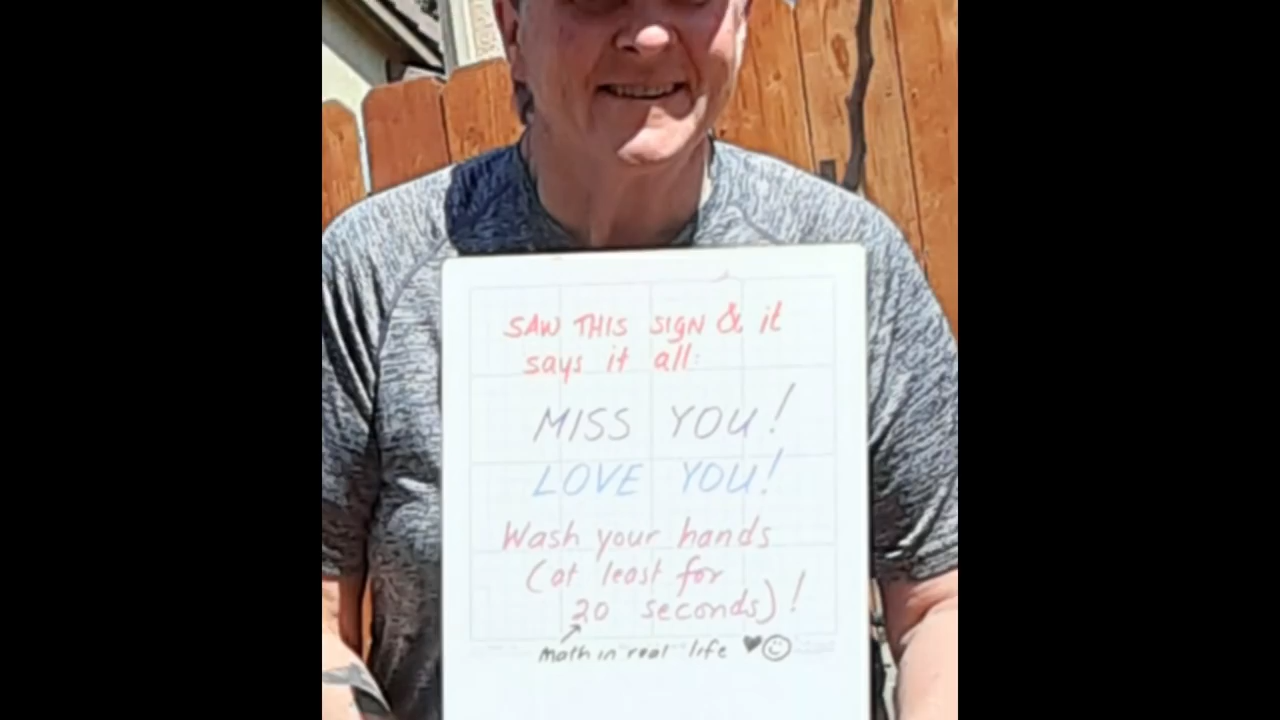 SAW THIS SIGN & it
says it all:
MISS YOU!
LOVE YOU!
Wash your hands
(at least for
20 seconds)!
math in real life ♥☺